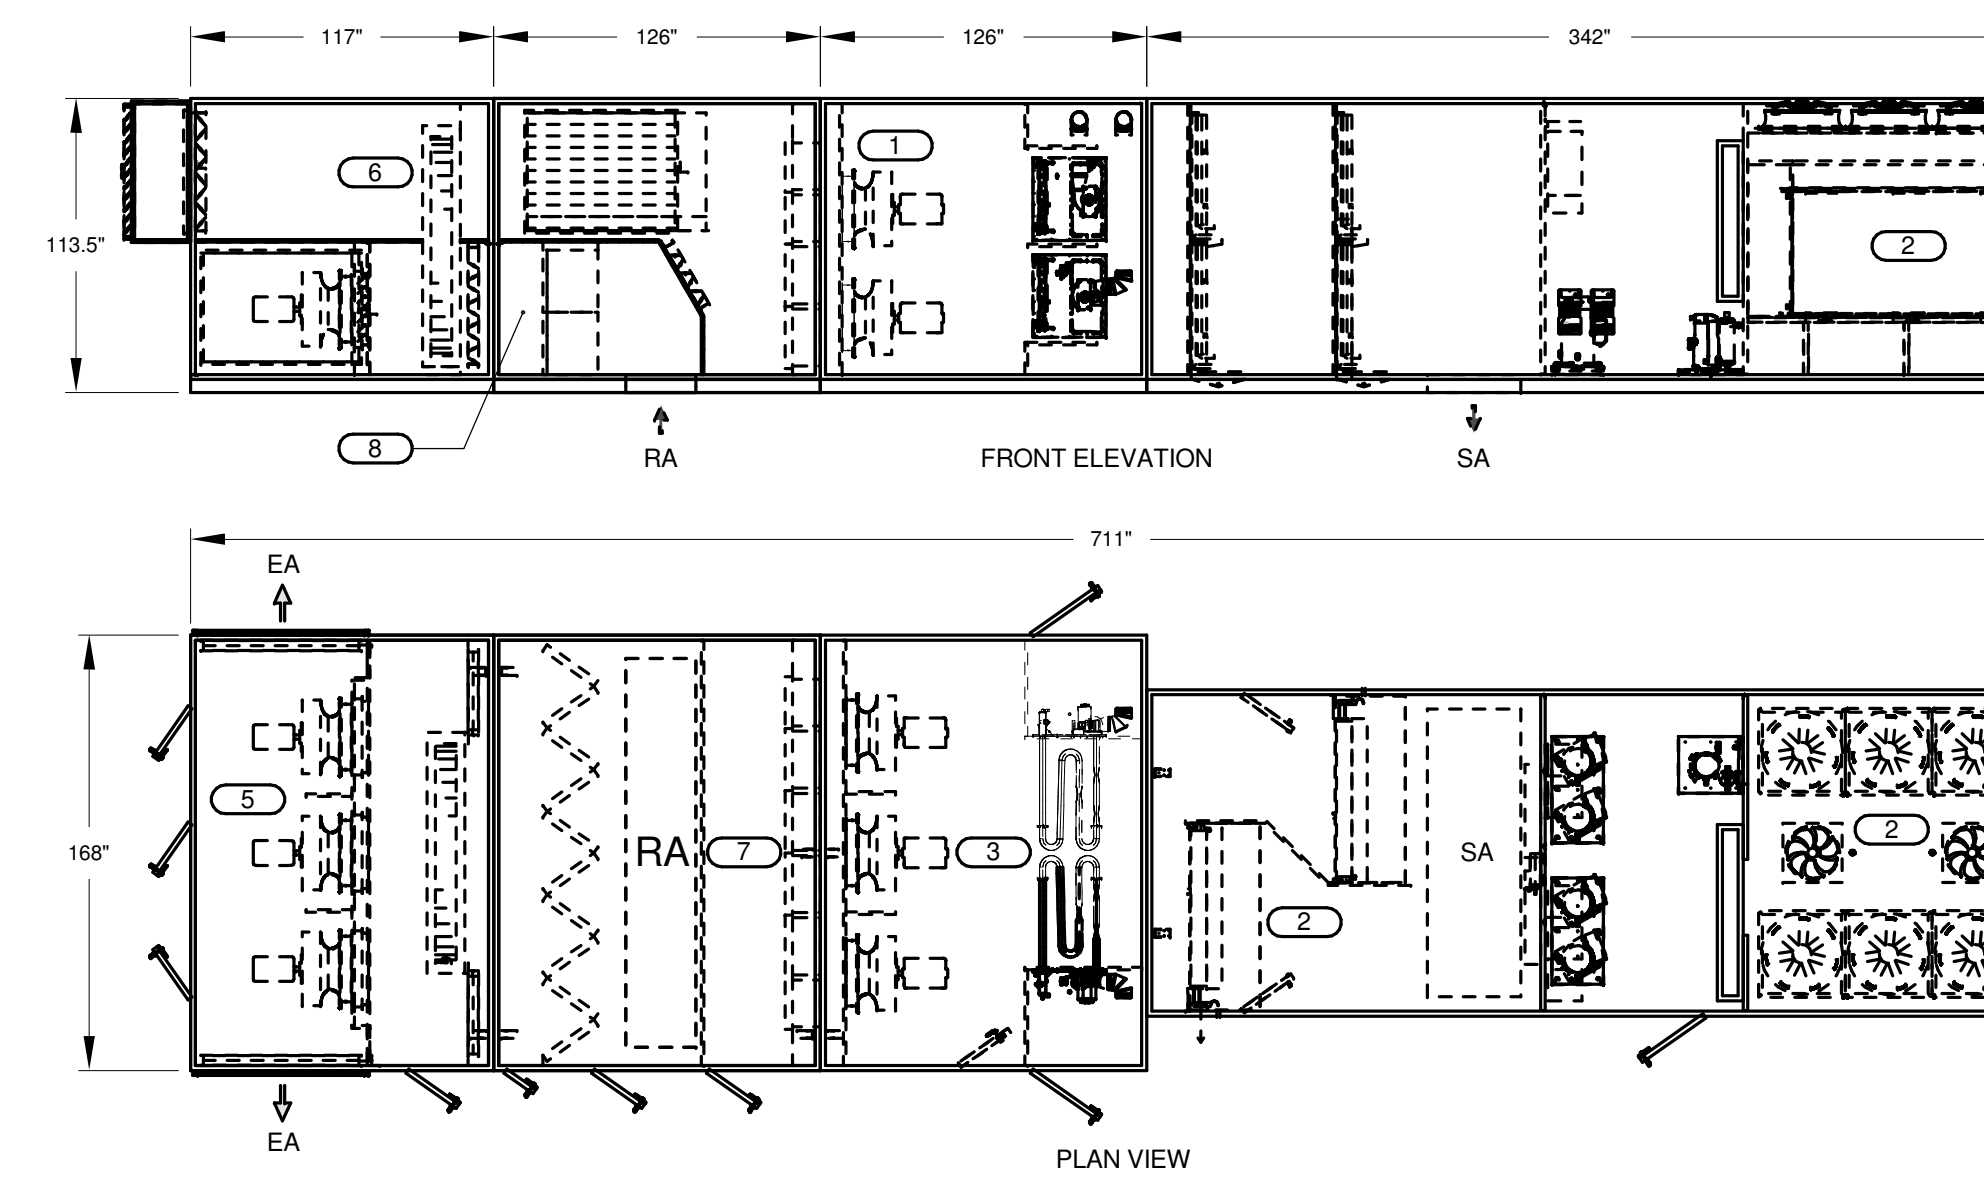 117" 126" 126" 342"
1
6
2
113.5"
8
RA FRONT ELEVATION SA
711"
EA
5
2
168" RA 7 3 SA
2
EA
PLAN VIEW